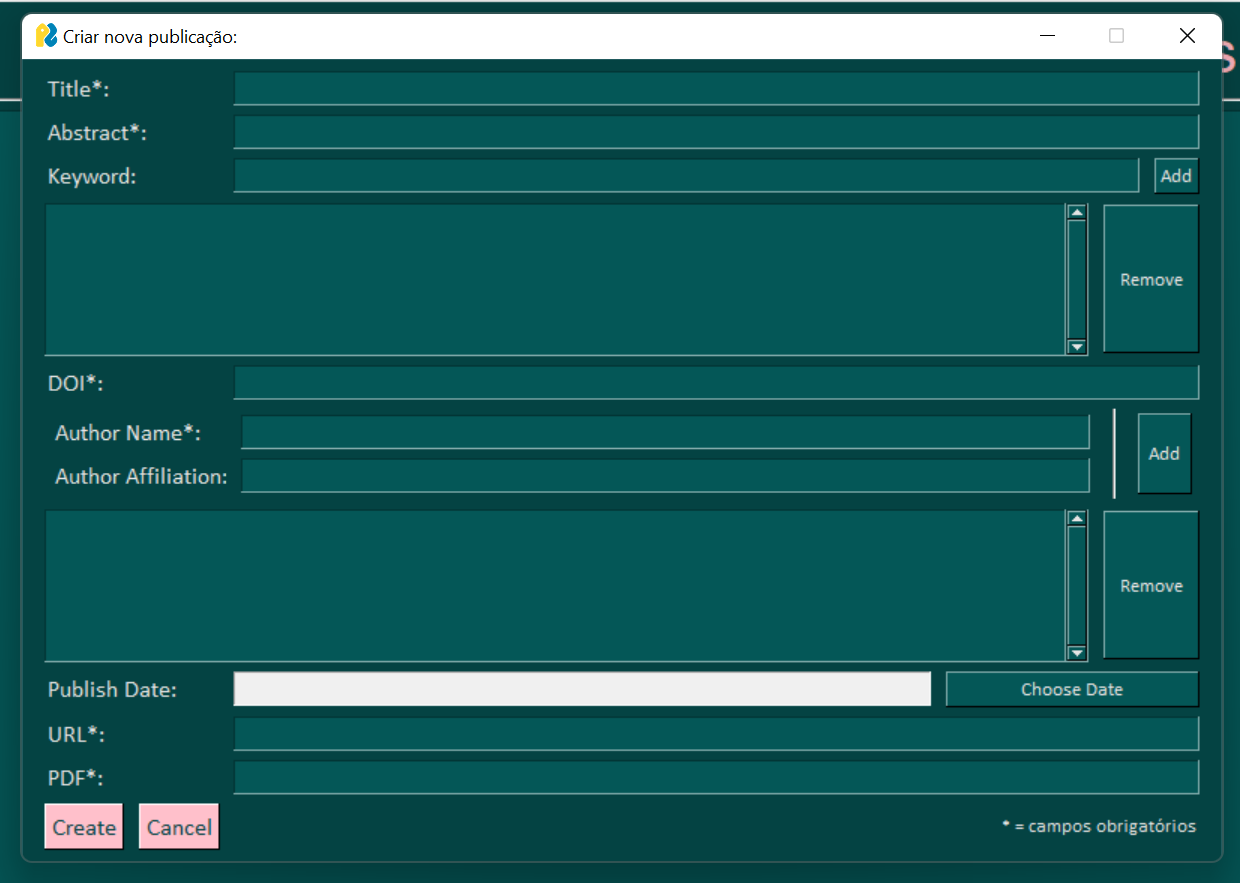 Criar nova publicação:
S
Title*:
Abstract*:
Keyword:
Add
Remove
DOI*:
Author Name*:
Add
Author Affiliation:
Remove
Publish Date:
Choose Date
URL*:
PDF*:
Create
Cancel
* = campos obrigatórios